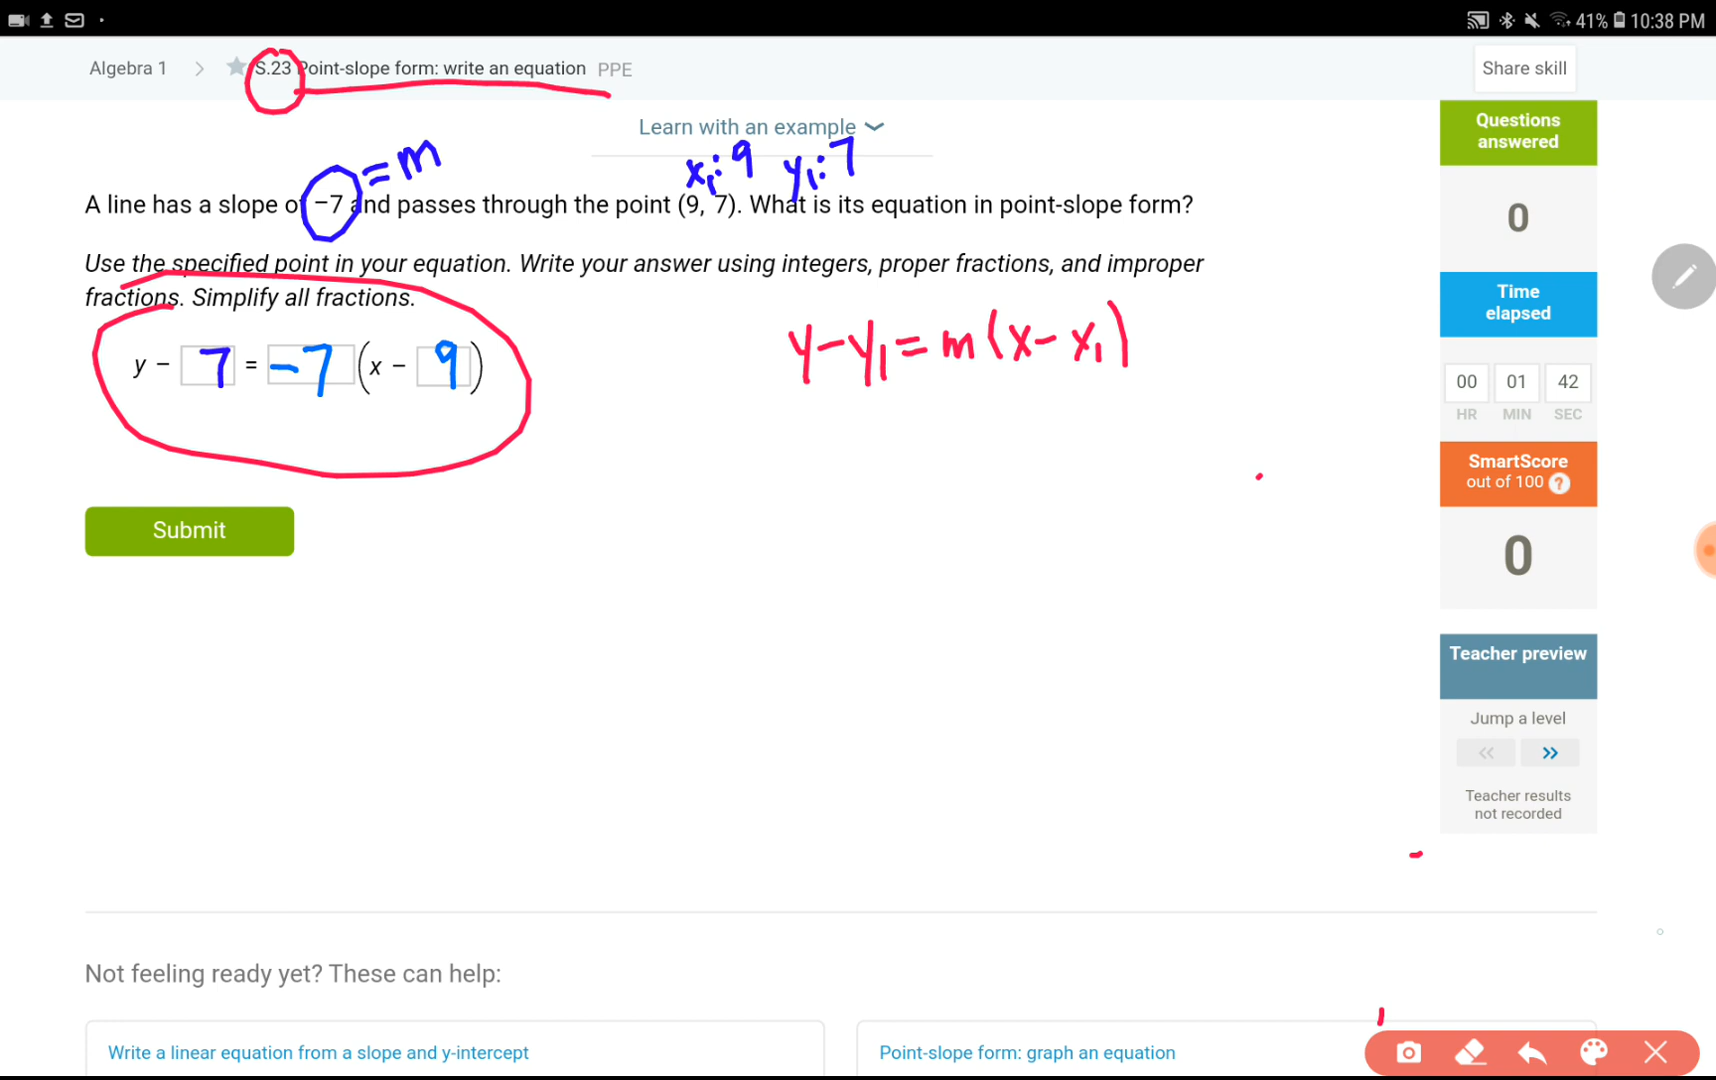 41% 10:38 PM
Algebra 1 > S.23 Point-slope form: write an equation PPE
Share skill
Learn with an example
= m
x₁: 9 y₁: 7
A line has a slope of −7 and passes through the point (9, 7). What is its equation in point-slope form?
Use the specified point in your equation. Write your answer using integers, proper fractions, and improper
fractions. Simplify all fractions.
y − 7 = −7 (x − 9)
y − y₁ = m (x − x₁)
Submit
Questions
answered
0
Time
elapsed
00 01 42
HR MIN SEC
SmartScore
out of 100 ?
0
Teacher preview
Jump a level
<< >>
Teacher results
not recorded
Not feeling ready yet? These can help:
Write a linear equation from a slope and y-intercept
Point-slope form: graph an equation